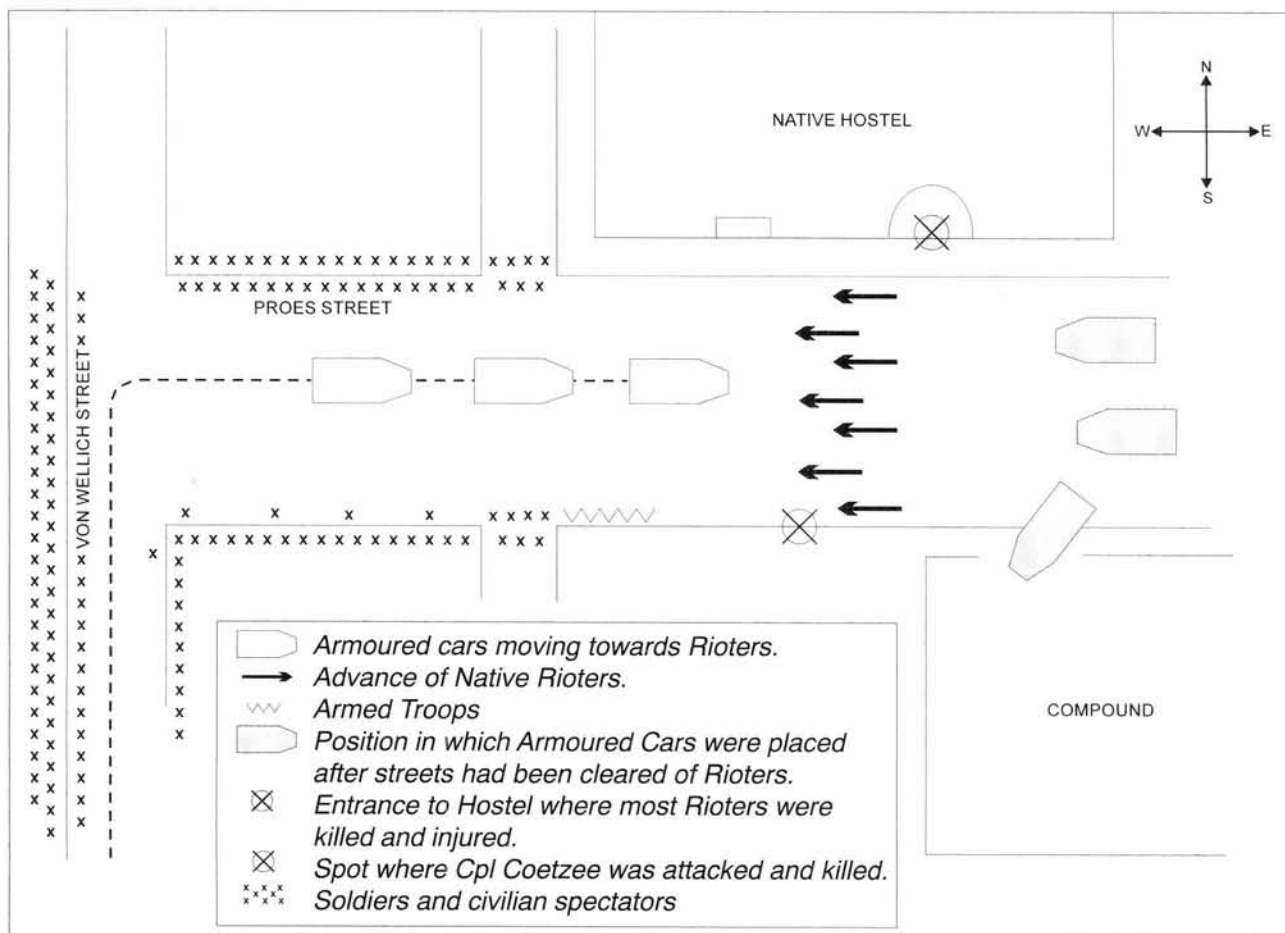 NATIVE HOSTEL
N
W E
S
PROES STREET
VON WELLICH STREET
COMPOUND
Armoured cars moving towards Rioters.
Advance of Native Rioters.
Armed Troops
Position in which Armoured Cars were placed
after streets had been cleared of Rioters.
Entrance to Hostel where most Rioters were
killed and injured.
Spot where Cpl Coetzee was attacked and killed.
Soldiers and civilian spectators